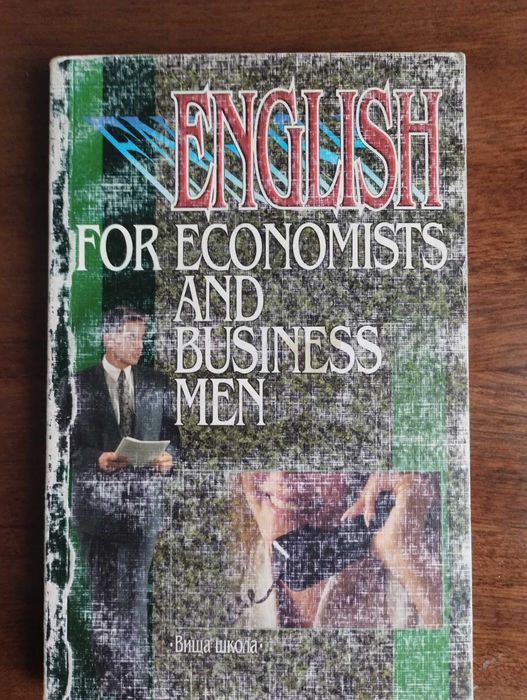 ENGLISH
FOR ECONOMISTS
AND
BUSINESS
MEN
·Вища школа·